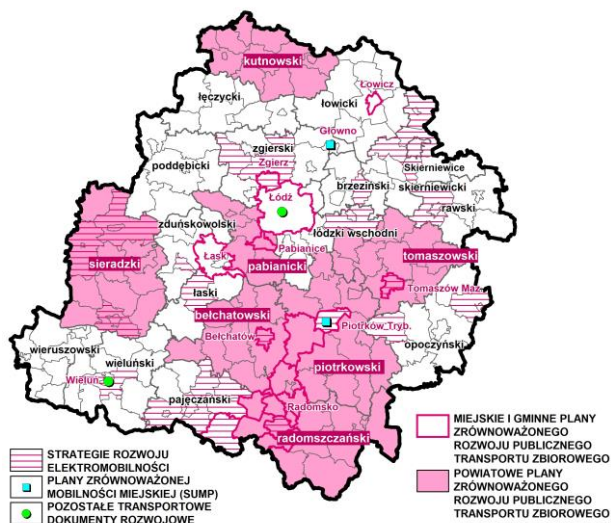 kutnowski
Łowicz
łęczycki
łowicki
Główno
zgierski
Zgierz
poddębicki
Skierniewice
brzeziński
skierniewicki
rawski
Łódź
zduńskowolski
łódzki wschodni
Pabianice
tomaszowski
sieradzki
Łask
pabianicki
łaski
Tomaszów Maz.
bełchatowski
Piotrków Tryb.
Bełchatów
opoczyński
wieruszowski
wieluński
piotrkowski
Wieluń
pajęczański
Radomsko
radomszczański
STRATEGIE ROZWOJU
ELEKTROMOBILNOŚCI
PLANY ZRÓWNOWAŻONEJ
MOBILNOŚCI MIEJSKIEJ (SUMP)
POZOSTAŁE TRANSPORTOWE
DOKUMENTY ROZWOJOWE
MIEJSKIE I GMINNE PLANY
ZRÓWNOWAŻONEGO
ROZWOJU PUBLICZNEGO
TRANSPORTU ZBIOROWEGO
POWIATOWE PLANY
ZRÓWNOWAŻONEGO
ROZWOJU PUBLICZNEGO
TRANSPORTU ZBIOROWEGO